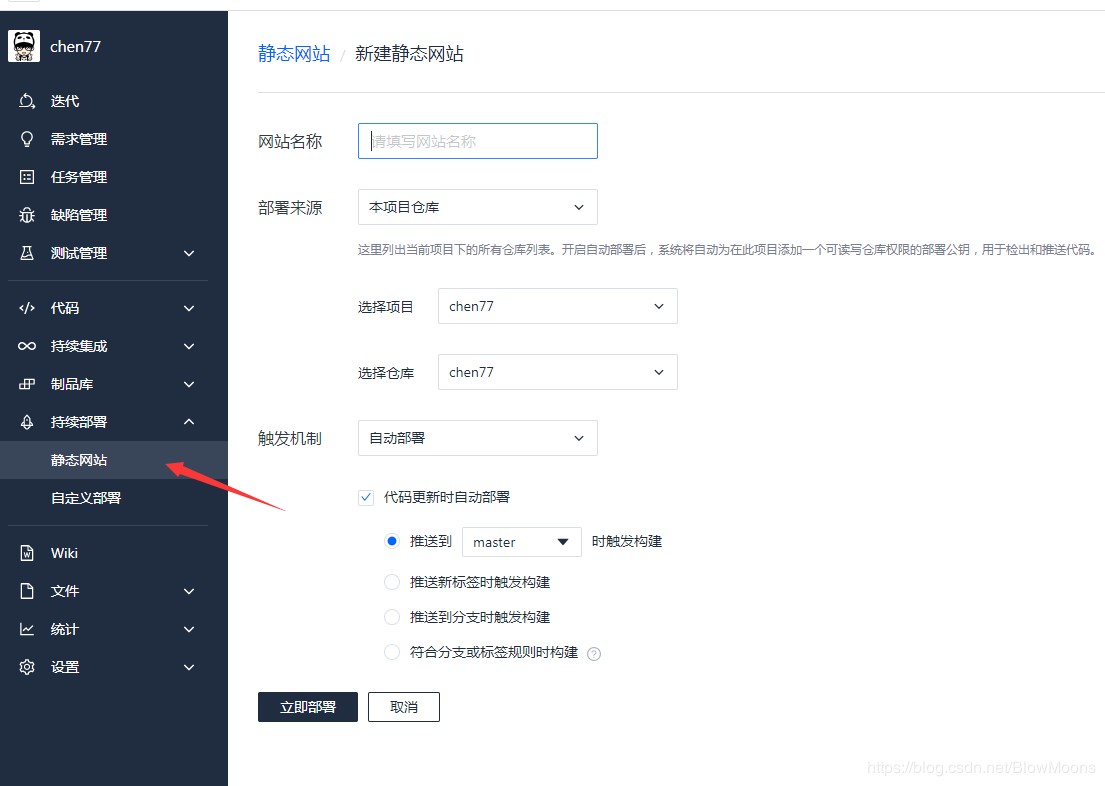 chen77
迭代
需求管理
任务管理
缺陷管理
测试管理
代码
持续集成
制品库
持续部署
静态网站
自定义部署
Wiki
文件
统计
设置
静态网站 / 新建静态网站
网站名称 请填写网站名称
部署来源 本项目仓库
这里列出当前项目下的所有仓库列表。开启自动部署后，系统将自动为在此项目添加一个可读写仓库权限的部署公钥，用于检出和推送代码。
选择项目 chen77
选择仓库 chen77
触发机制 自动部署
代码更新时自动部署
推送到 master 时触发构建
推送新标签时触发构建
推送到分支时触发构建
符合分支或标签规则时构建 ?
立即部署 取消
https://blog.csdn.net/BlowMoons